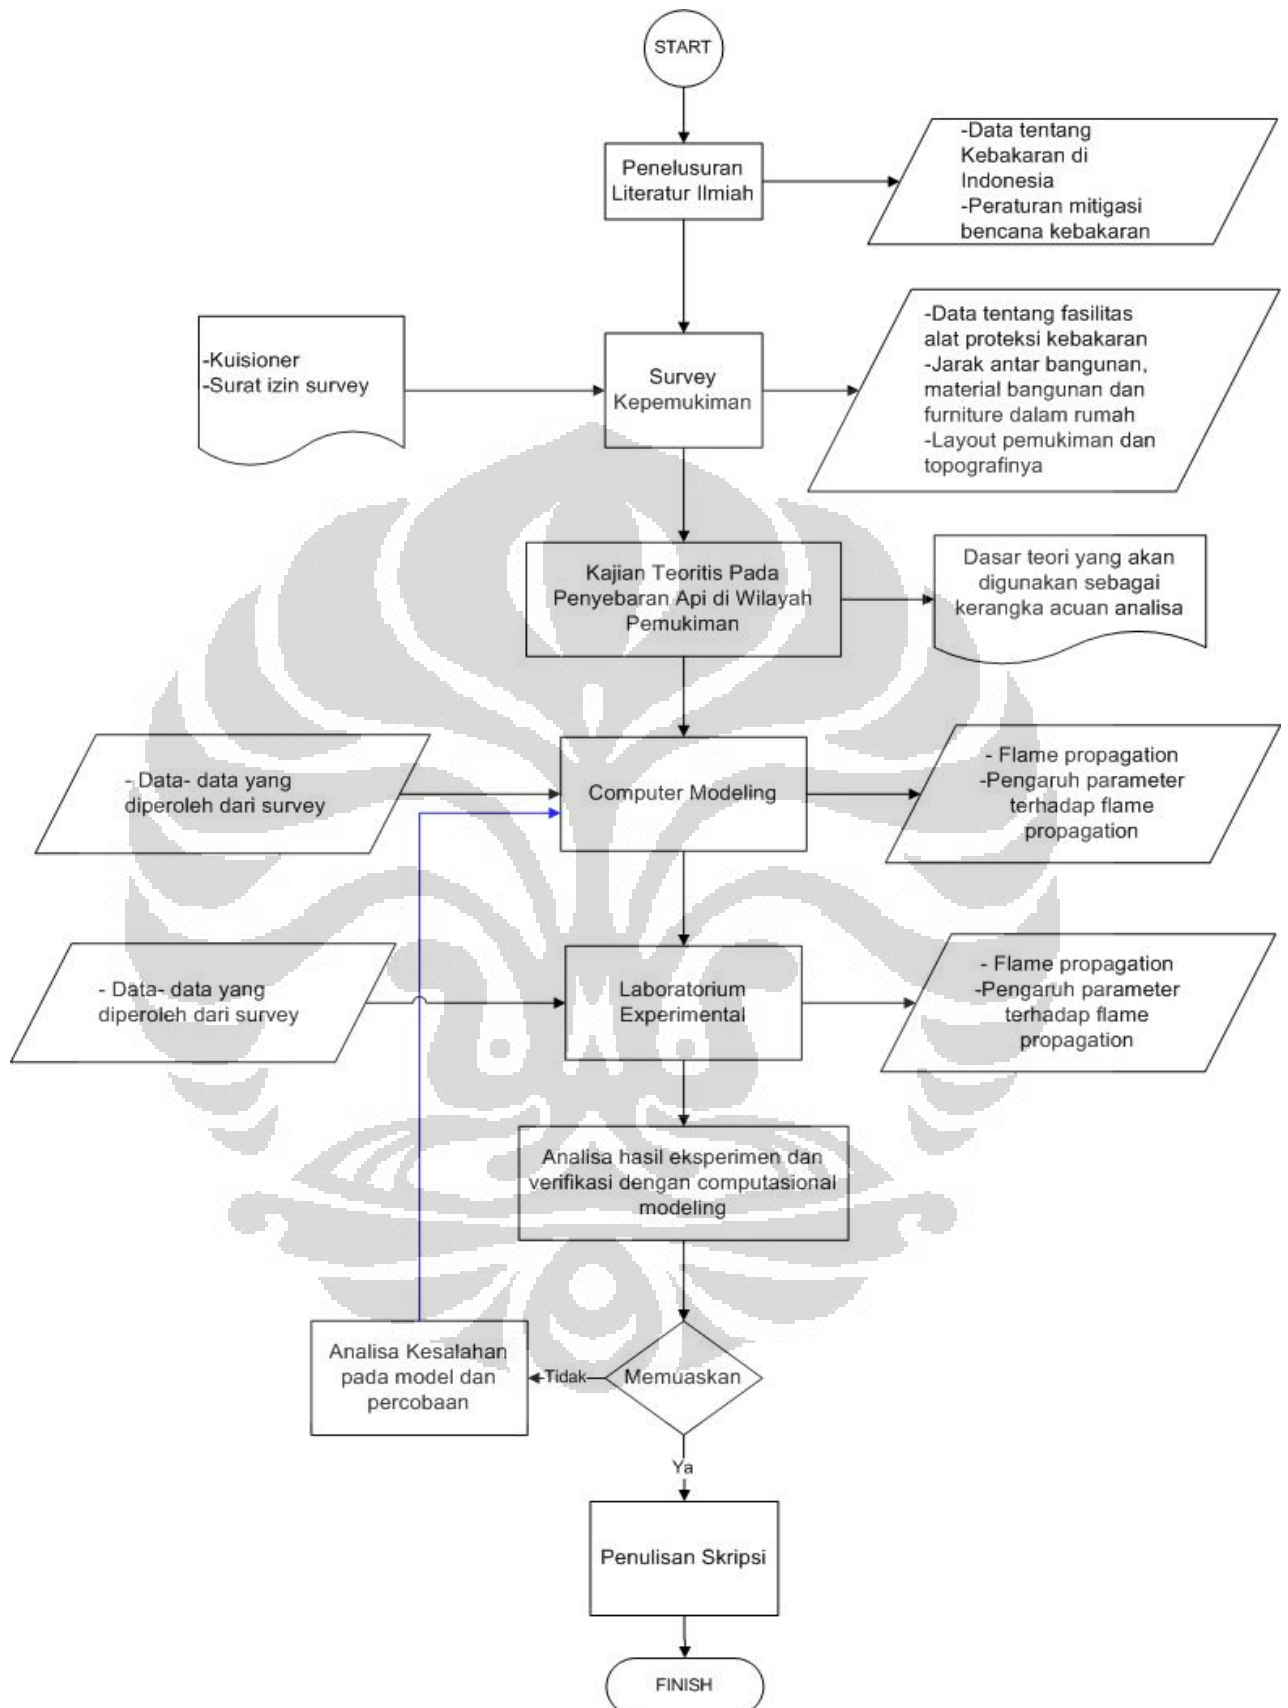 START
Penelusuran
Literatur Ilmiah
-Data tentang
Kebakaran di
Indonesia
-Peraturan mitigasi
bencana kebakaran
-Kuisioner
-Surat izin survey
Survey
Kepemukiman
-Data tentang fasilitas
alat proteksi kebakaran
-Jarak antar bangunan,
material bangunan dan
furniture dalam rumah
-Layout pemukiman dan
topografinya
Kajian Teoritis Pada
Penyebaran Api di Wilayah
Pemukiman
Dasar teori yang akan
digunakan sebagai
kerangka acuan analisa
- Data- data yang
diperoleh dari survey
Computer Modeling
- Flame propagation
-Pengaruh parameter
terhadap flame
propagation
- Data- data yang
diperoleh dari survey
Laboratorium
Experimental
- Flame propagation
-Pengaruh parameter
terhadap flame
propagation
Analisa hasil eksperimen dan
verifikasi dengan computasional
modeling
Analisa Kesalahan
pada model dan
percobaan
Tidak
Memuaskan
Ya
Penulisan Skripsi
FINISH